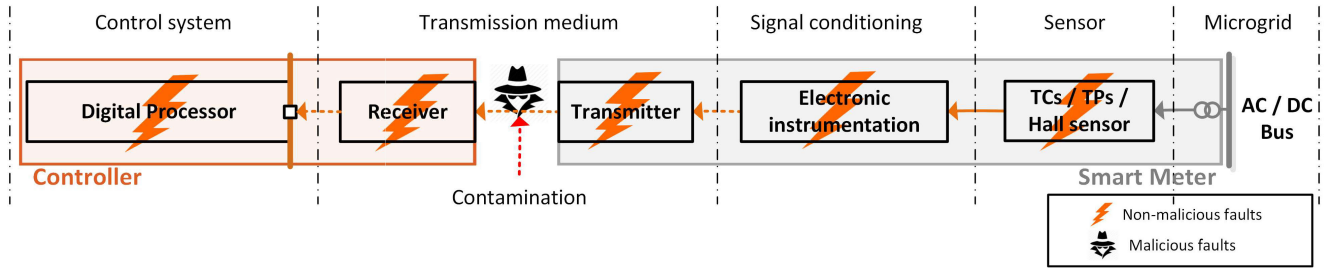 Control system
Transmission medium
Signal conditioning
Sensor
Microgrid
Digital Processor
Receiver
Transmitter
Electronic
instrumentation
TCs / TPs /
Hall sensor
AC / DC
Bus
Controller
Contamination
Smart Meter
Non-malicious faults
Malicious faults